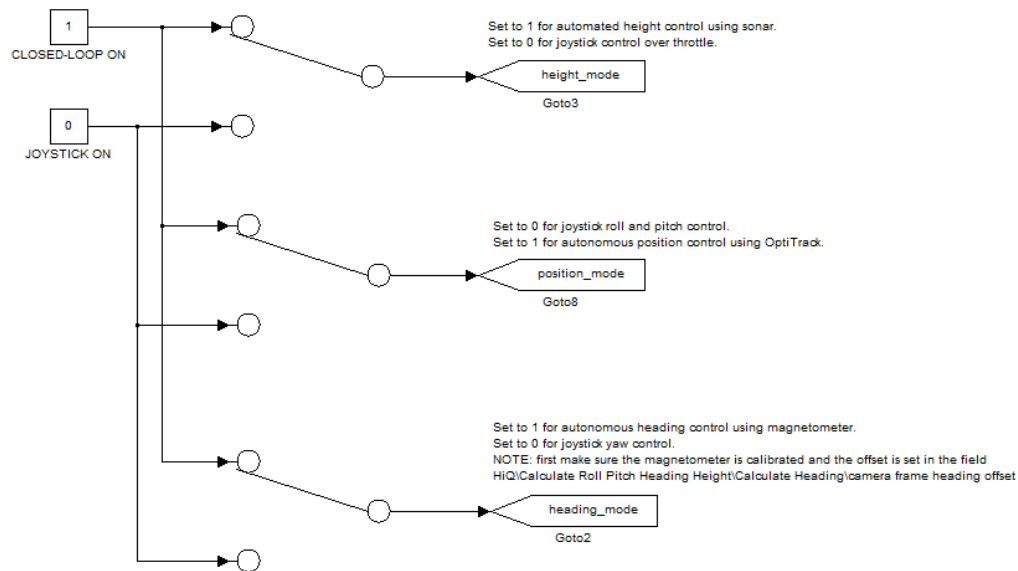 1
CLOSED-LOOP ON
Set to 1 for automated height control using sonar.
Set to 0 for joystick control over throttle.
height_mode
Goto3
0
JOYSTICK ON
Set to 0 for joystick roll and pitch control.
Set to 1 for autonomous position control using OptiTrack.
position_mode
Goto8
Set to 1 for autonomous heading control using magnetometer.
Set to 0 for joystick yaw control.
NOTE: first make sure the magnetometer is calibrated and the offset is set in the field
HiQ\Calculate Roll Pitch Heading Height\Calculate Heading\camera frame heading offset
heading_mode
Goto2